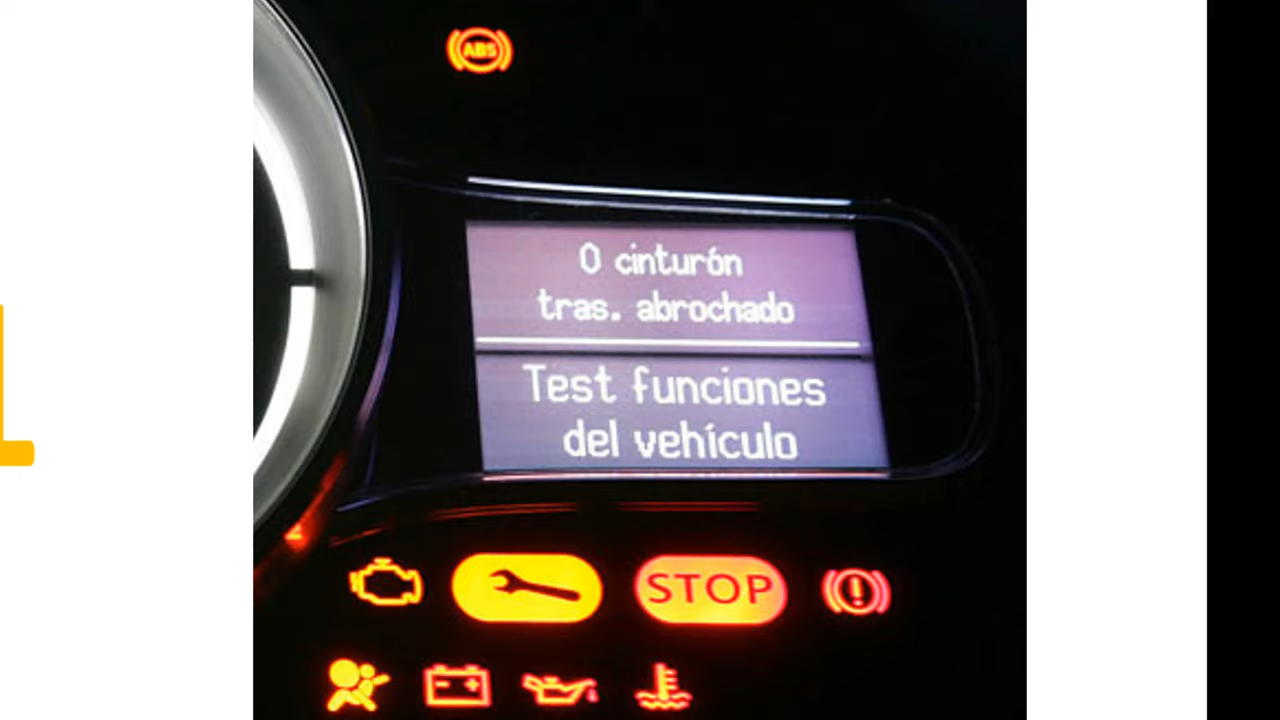 ABS
0 cinturón
tras. abrochado
Test funciones
del vehículo
STOP